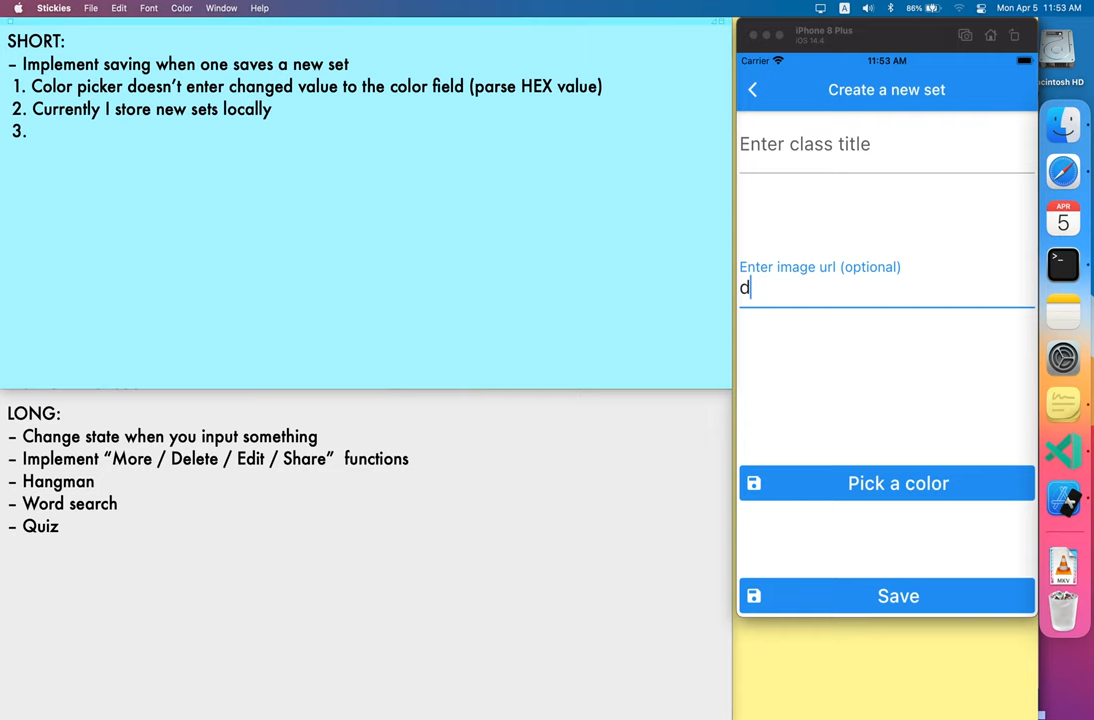 Stickies File Edit Font Color Window Help
A 86% Mon Apr 5 11:53 AM
SHORT:
– Implement saving when one saves a new set
1. Color picker doesn’t enter changed value to the color field (parse HEX value)
2. Currently I store new sets locally
3.
LONG:
– Change state when you input something
– Implement “More / Delete / Edit / Share” functions
– Hangman
– Word search
– Quiz
iPhone 8 Plus
iOS 14.4
Carrier 11:53 AM
Create a new set
Enter class title
Enter image url (optional)
d
Pick a color
Save
acintosh HD
APR
5
>_
MKV